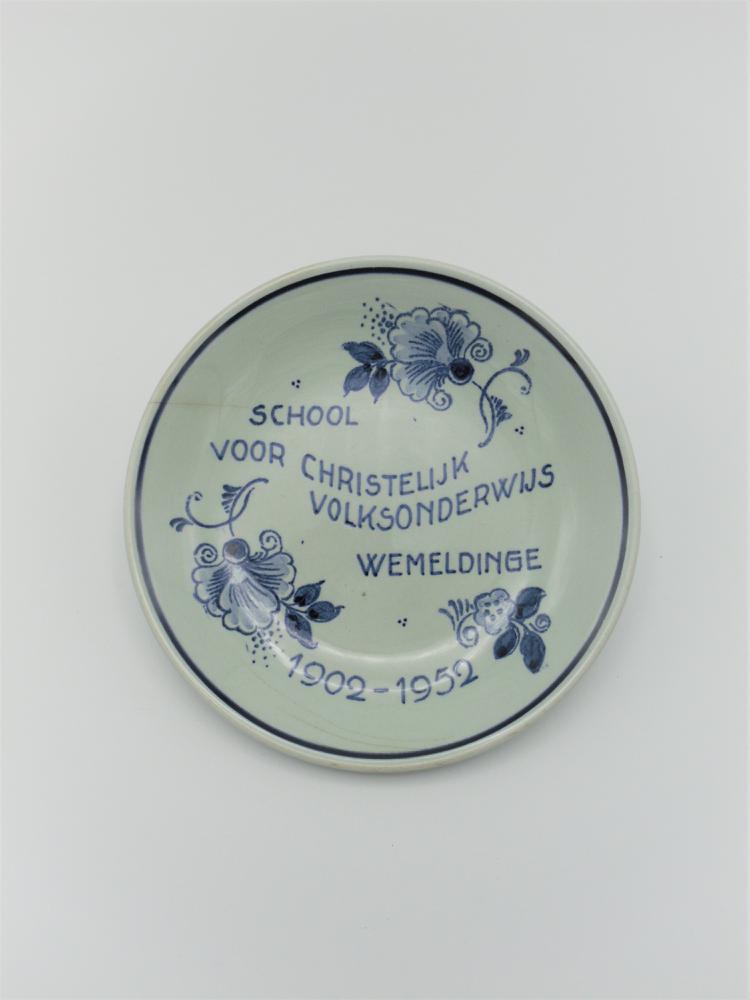 SCHOOL
VOOR CHRISTELIJK
VOLKSONDERWIJS
WEMELDINGE
1902-1952